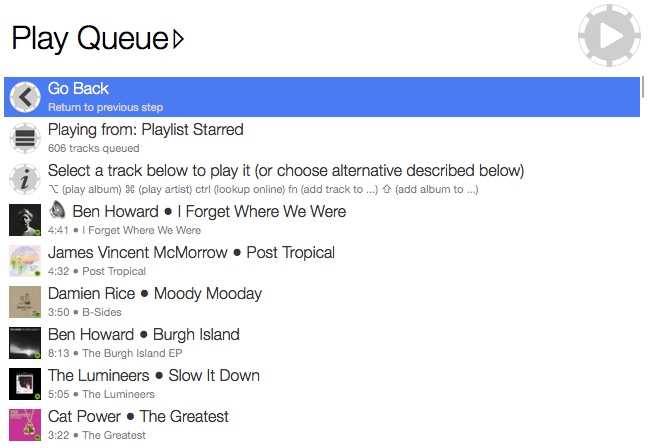 Play Queue
Go Back
Return to previous step
Playing from: Playlist Starred
606 tracks queued
Select a track below to play it (or choose alternative described below)
⌥ (play album) ⌘ (play artist) ctrl (lookup online) fn (add track to ...) ⇧ (add album to ...)
Ben Howard ● I Forget Where We Were
4:41 ● I Forget Where We Were
James Vincent McMorrow ● Post Tropical
4:32 ● Post Tropical
Damien Rice ● Moody Mooday
3:50 ● B-Sides
Ben Howard ● Burgh Island
8:13 ● The Burgh Island EP
The Lumineers ● Slow It Down
5:05 ● The Lumineers
Cat Power ● The Greatest
3:22 ● The Greatest